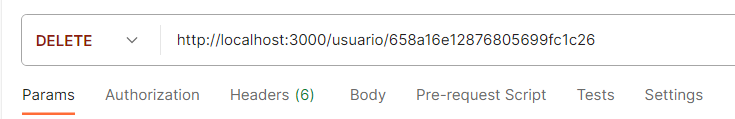 DELETE http://localhost:3000/usuario/658a16e12876805699fc1c26
Params Authorization Headers (6) Body Pre-request Script Tests Settings